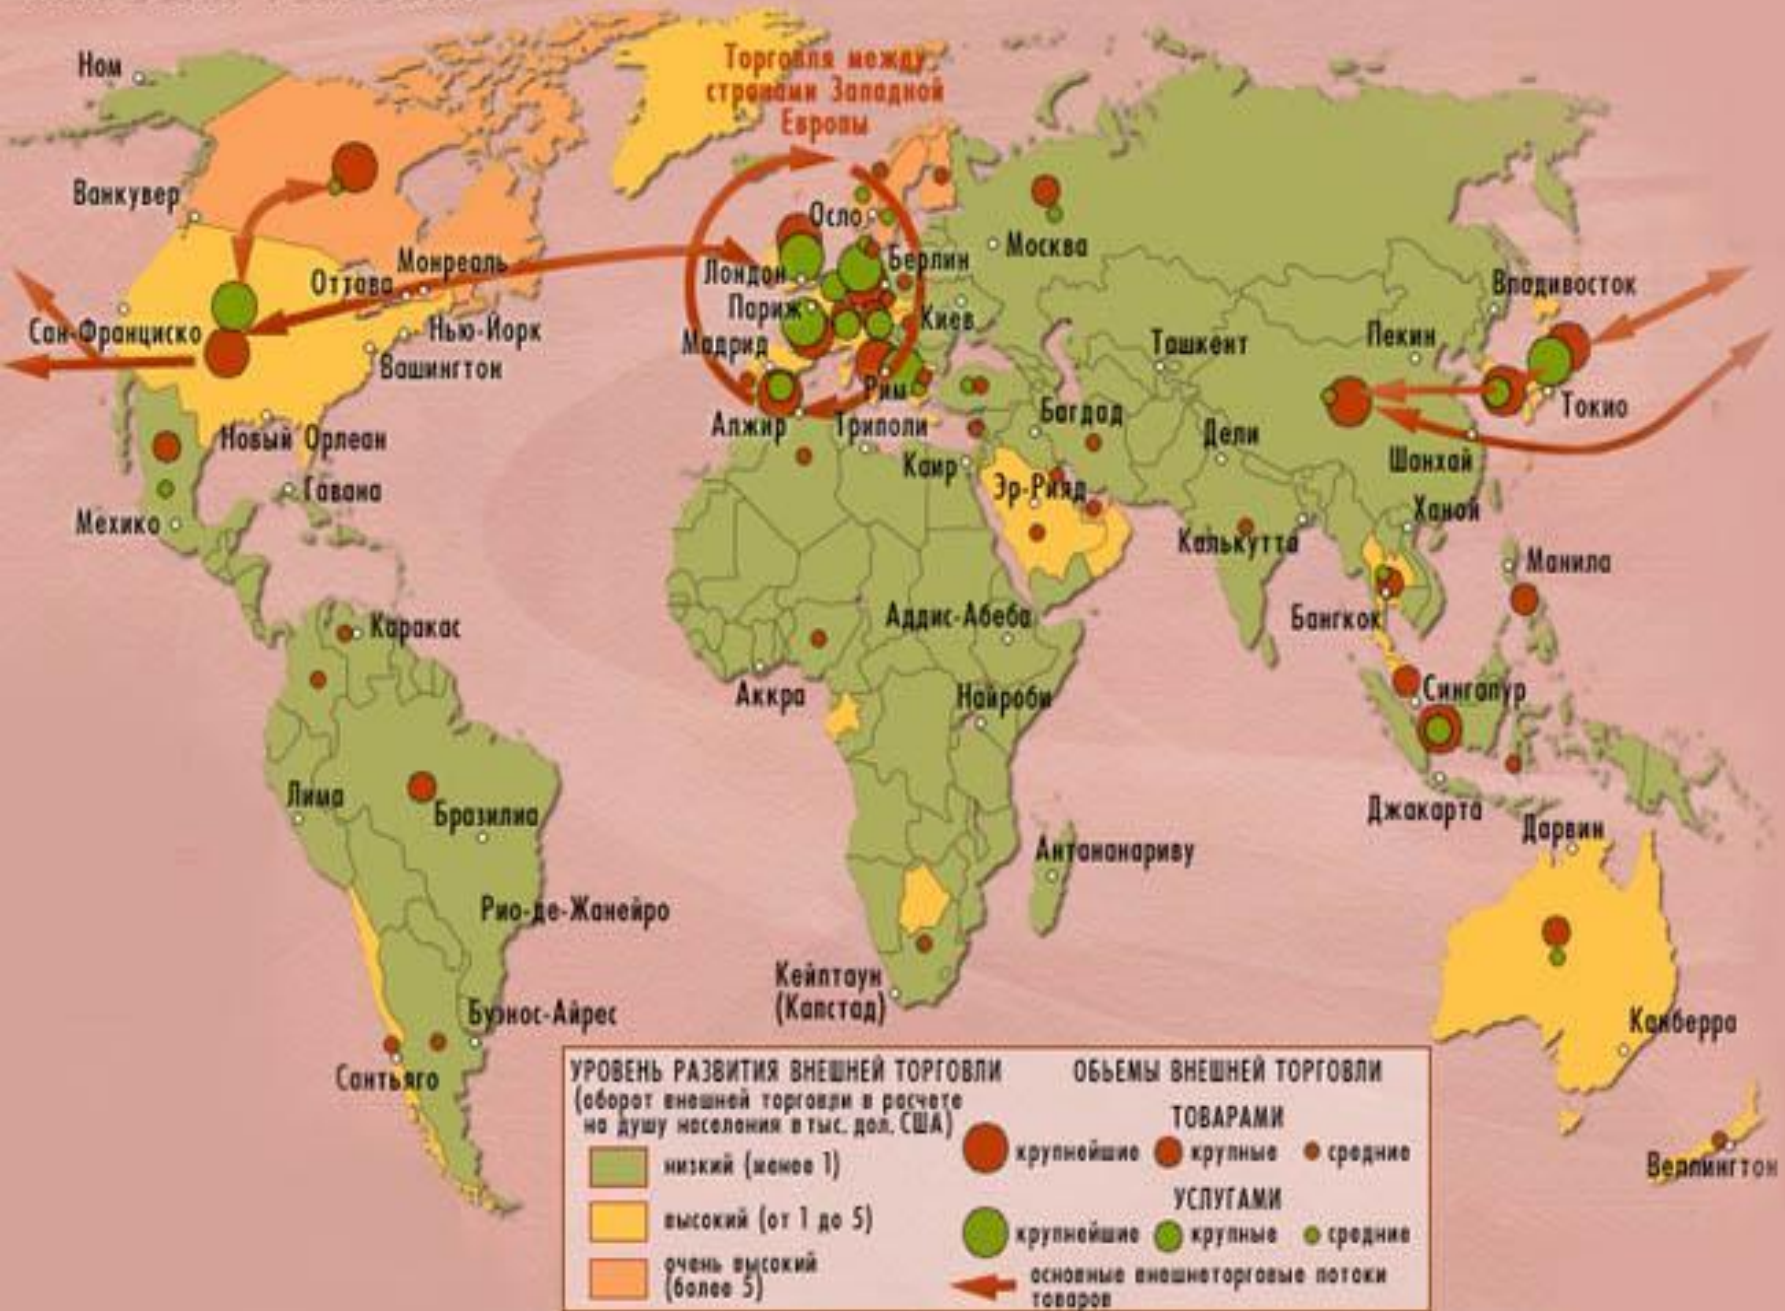 Торговля между
странами Западной
Европы
Ном
Ванкувер
Осло
Москва
Монреаль
Берлин
Оттава
Лондон
Владивосток
Париж
Киев
Сан-Франциско
Нью-Йорк
Пекин
Мадрид
Ташкент
Вашингтон
Рим
Токио
Багдад
Алжир
Триполи
Дели
Новый Орлеан
Шанхай
Каир
Гавана
Эр-Рияд
Ханой
Мехико
Калькутта
Манила
Аддис-Абеба
Бангкок
Каракас
Аккра
Найроби
Сингапур
Лима
Бразилиа
Джакарта
Дарвин
Антананариву
Рио-де-Жанейро
Кейптаун
(Капстад)
Буэнос-Айрес
Канберра
Сантьяго
Веллингтон
УРОВЕНЬ РАЗВИТИЯ ВНЕШНЕЙ ТОРГОВЛИ
(оборот внешней торговли в расчете
на душу населения в тыс. дол. США)
низкий (менее 1)
высокий (от 1 до 5)
очень высокий
(более 5)
ОБЬЕМЫ ВНЕШНЕЙ ТОРГОВЛИ
ТОВАРАМИ
крупнейшие крупные средние
УСЛУГАМИ
крупнейшие крупные средние
основные внешнеторговые потоки
товаров